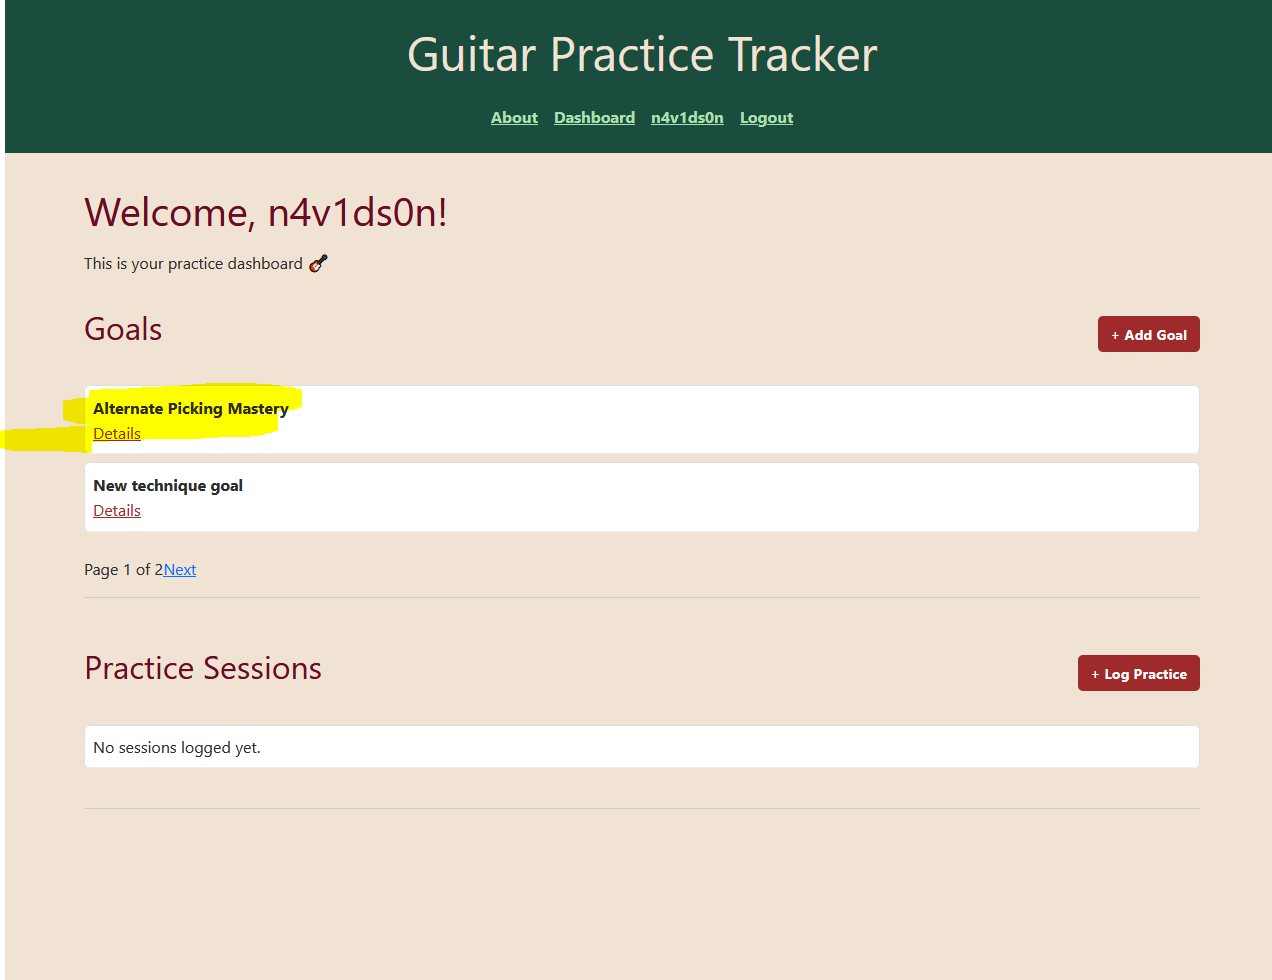 Guitar Practice Tracker
About Dashboard n4v1ds0n Logout
Welcome, n4v1ds0n!
This is your practice dashboard 🎸
Goals
+ Add Goal
Alternate Picking Mastery
Details
New technique goal
Details
Page 1 of 2Next
Practice Sessions
+ Log Practice
No sessions logged yet.